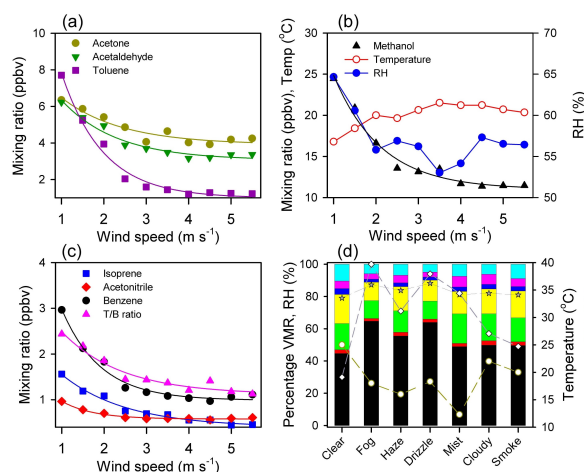 (a)
Acetone
Acetaldehyde
Toluene
Mixing ratio (ppbv)
10
8
6
4
2
1 2 3 4 5
Wind speed (m s⁻¹)
(b)
Methanol
Temperature
RH
Mixing ratio (ppbv), Temp (°C)
30
25
20
15
10
RH (%)
70
65
60
55
50
1 2 3 4 5
Wind speed (m s⁻¹)
(c)
Isoprene
Acetonitrile
Benzene
T/B ratio
Mixing ratio (ppbv)
4
2
1
1 2 3 4 5
Wind speed (m s⁻¹)
(d)
Percentage VMR, RH (%)
100
80
60
40
20
0
Temperature (°C)
40
35
30
25
20
15
10
Clear
Fog
Haze
Drizzle
Mist
Cloudy
Smoke